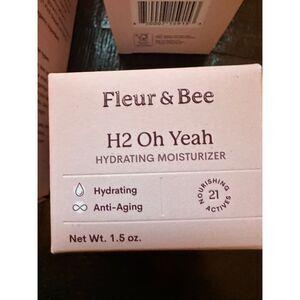 Fleur & Bee
H2 Oh Yeah
HYDRATING MOISTURIZER
Hydrating
Anti-Aging
NOURISHING
21
ACTIVES
Net Wt. 1.5 oz.